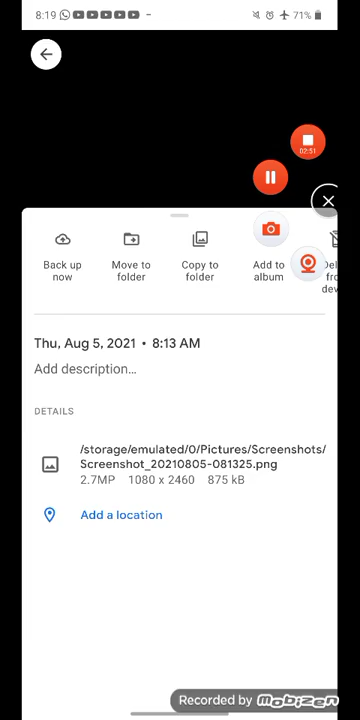 8:19
71%
02:51
Back up now
Move to folder
Copy to folder
Add to album
Thu, Aug 5, 2021 • 8:13 AM
Add description...
DETAILS
/storage/emulated/0/Pictures/Screenshots/
Screenshot_20210805-081325.png
2.7MP 1080 x 2460 875 kB
Add a location
Recorded by Mobizen